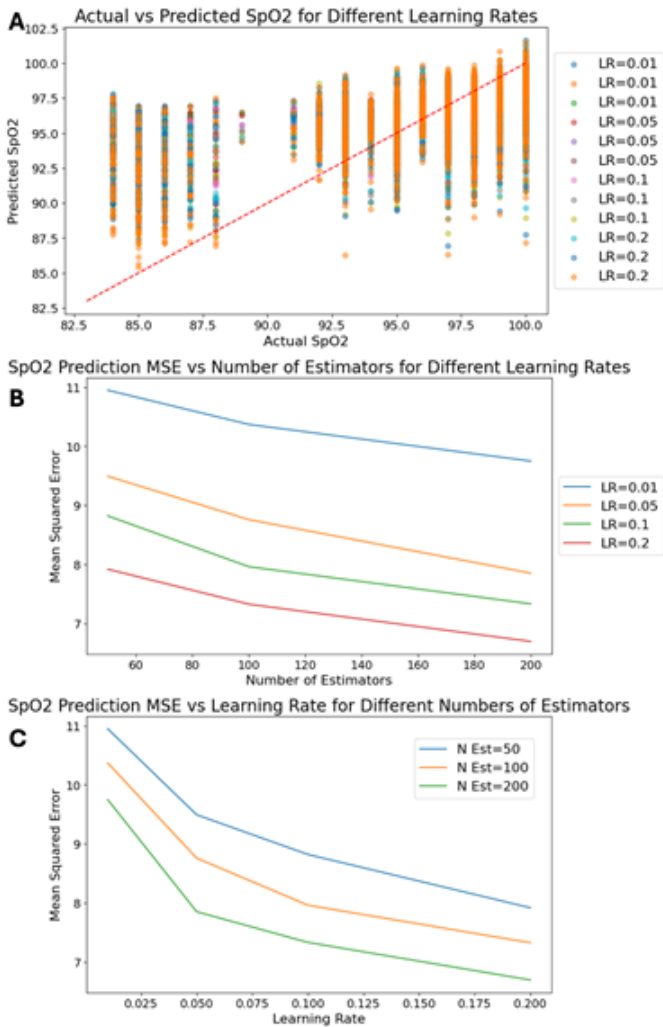 A
Actual vs Predicted SpO2 for Different Learning Rates
102.5
100.0
97.5
95.0
92.5
90.0
87.5
85.0
82.5
Predicted SpO2
82.5 85.0 87.5 90.0 92.5 95.0 97.5 100.0
Actual SpO2
LR=0.01
LR=0.01
LR=0.01
LR=0.05
LR=0.05
LR=0.05
LR=0.1
LR=0.1
LR=0.1
LR=0.2
LR=0.2
LR=0.2
SpO2 Prediction MSE vs Number of Estimators for Different Learning Rates
B
11
10
9
8
7
Mean Squared Error
60 80 100 120 140 160 180 200
Number of Estimators
LR=0.01
LR=0.05
LR=0.1
LR=0.2
SpO2 Prediction MSE vs Learning Rate for Different Numbers of Estimators
C
11
10
9
8
7
Mean Squared Error
N Est=50
N Est=100
N Est=200
0.025 0.050 0.075 0.100 0.125 0.150 0.175 0.200
Learning Rate